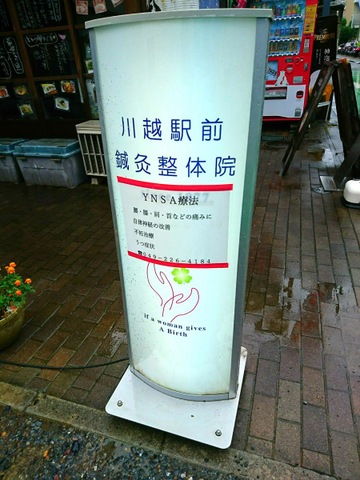 川越駅前
鍼灸整体院
YNSA療法
腰・膝・肩・首などの痛みに
自律神経の改善
不妊治療
うつ症状
☎049-226-4184
if a woman gives
A Birth